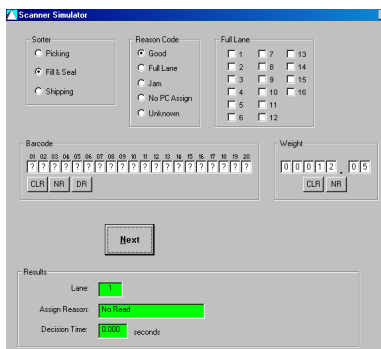 Scanner Simulator
Sorter
Picking
Fill & Seal
Shipping
Reason Code
Good
Full Lane
Jam
No PC Assign
Unknown
Full Lane
1 7 13
2 8 14
3 9 15
4 10 16
5 11
6 12
Barcode
01 02 03 04 05 06 07 08 09 10 11 12 13 14 15 16 17 18 19 20
? ? ? ? ? ? ? ? ? ? ? ? ? ? ? ? ? ? ? ?
CLR NR DR
Weight
0 0 0 1 2 . 0 5
CLR NR
Next
Results
Lane: 1
Assign Reason: No Read
Decision Time: 0.000 seconds